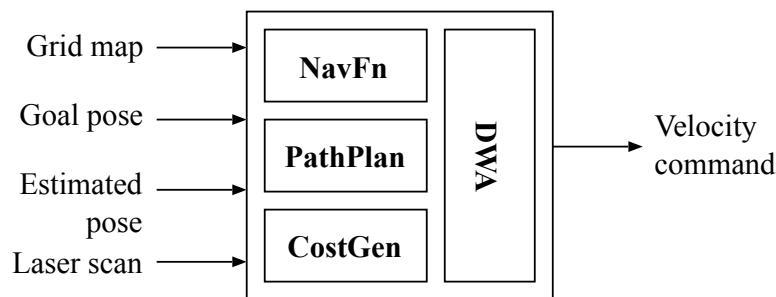 Grid map
Goal pose
Estimated
pose
Laser scan
NavFn
PathPlan
CostGen
DWA
Velocity
command